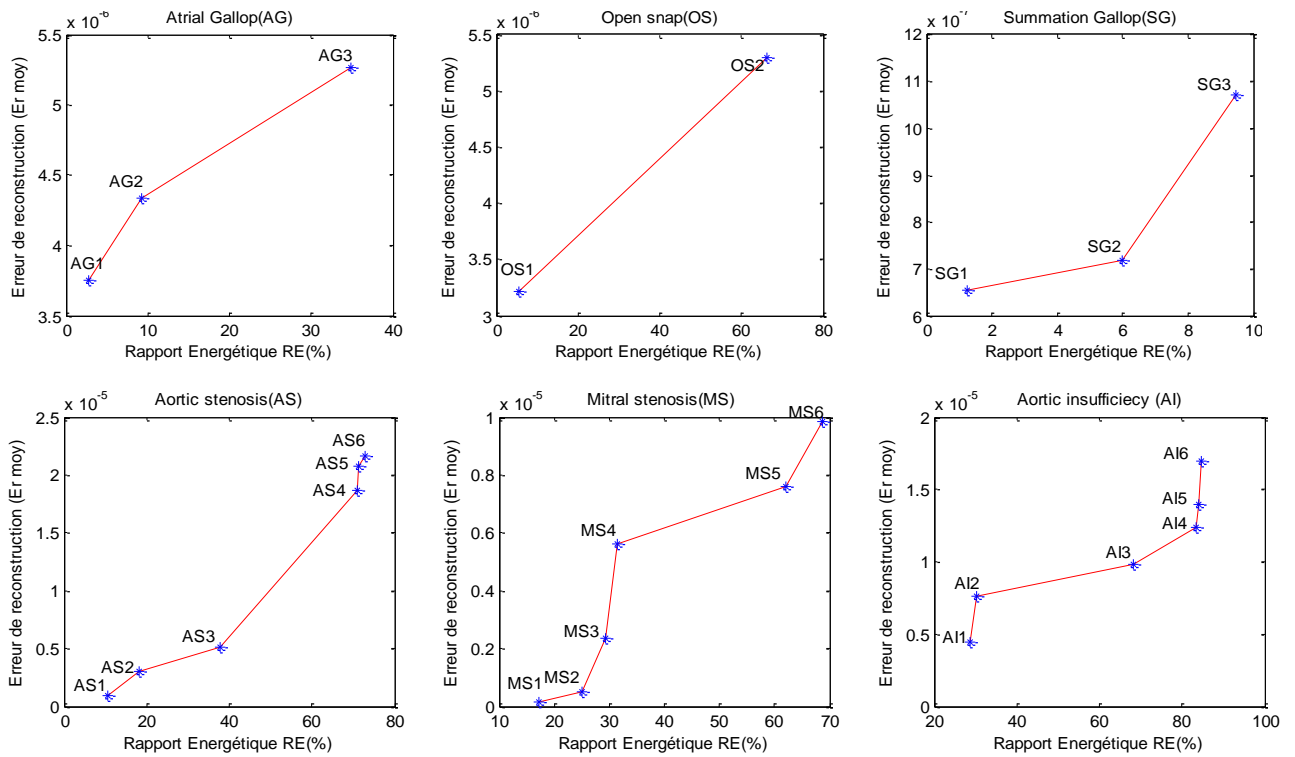 Atrial Gallop(AG)
x 10^-6
5.5
5
4.5
4
3.5
0 10 20 30 40
AG1
AG2
AG3
Erreur de reconstruction (Er moy)
Rapport Energétique RE(%)
Open snap(OS)
x 10^-6
5.5
5
4.5
4
3.5
3
0 20 40 60 80
OS1
OS2
Erreur de reconstruction (Er moy)
Rapport Energétique RE(%)
Summation Gallop(SG)
x 10^-7
12
11
10
9
8
7
6
0 2 4 6 8 10
SG1
SG2
SG3
Erreur de reconstruction (Er moy)
Rapport Energétique RE(%)
Aortic stenosis(AS)
x 10^-5
2.5
2
1.5
1
0.5
0
0 20 40 60 80
AS1
AS2
AS3
AS4
AS5
AS6
Erreur de reconstruction (Er moy)
Rapport Energétique RE(%)
Mitral stenosis(MS)
x 10^-5
1
0.8
0.6
0.4
0.2
0
10 20 30 40 50 60 70
MS1
MS2
MS3
MS4
MS5
MS6
Erreur de reconstruction (Er moy)
Rapport Energétique RE(%)
Aortic insufficiecy (AI)
x 10^-5
2
1.5
1
0.5
0
20 40 60 80 100
AI1
AI2
AI3
AI4
AI5
AI6
Erreur de reconstruction (Er moy)
Rapport Energétique RE(%)